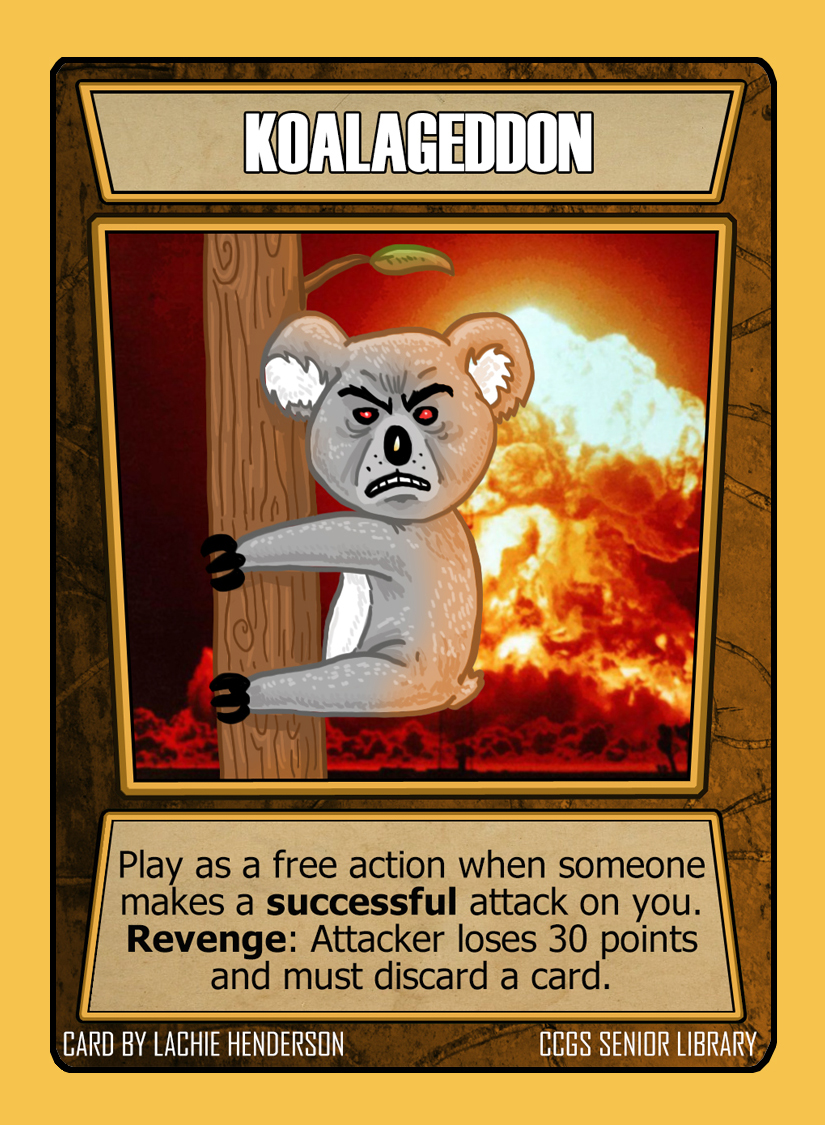 KOALAGEDDON
Play as a free action when someone
makes a successful attack on you.
Revenge: Attacker loses 30 points
and must discard a card.
CARD BY LACHIE HENDERSON
CCGS SENIOR LIBRARY